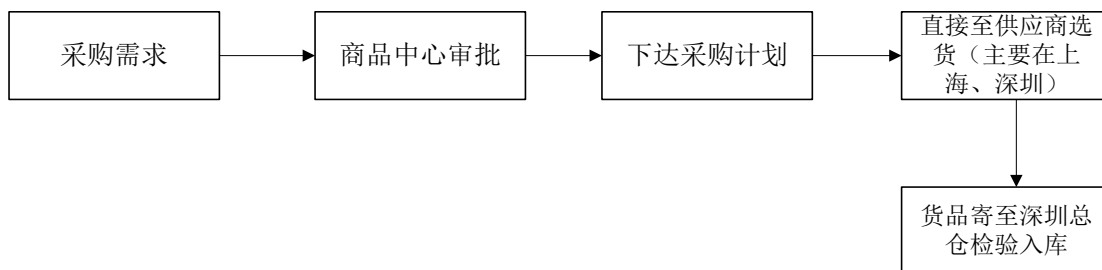 采购需求
商品中心审批
下达采购计划
直接至供应商选
货（主要在上
海、深圳）
货品寄至深圳总
仓检验入库